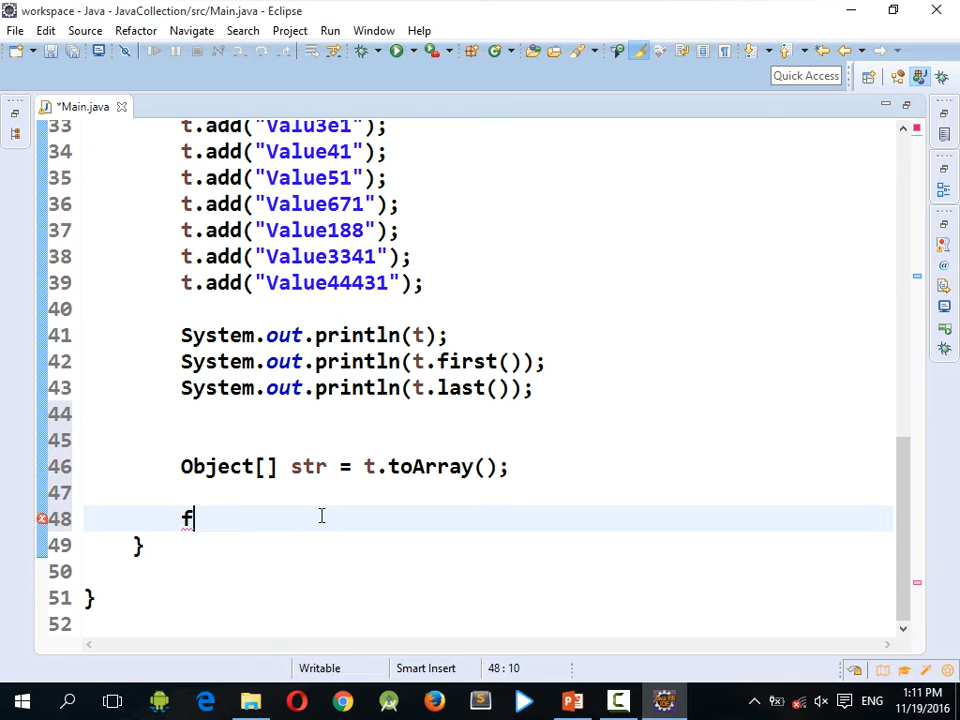 workspace - Java - JavaCollection/src/Main.java - Eclipse
File Edit Source Refactor Navigate Search Project Run Window Help
Quick Access
*Main.java
33 t.add("Valu3e1");
34 t.add("Value41");
35 t.add("Value51");
36 t.add("Value671");
37 t.add("Value188");
38 t.add("Value3341");
39 t.add("Value44431");
40
41 System.out.println(t);
42 System.out.println(t.first());
43 System.out.println(t.last());
44
45
46 Object[] str = t.toArray();
47
48 f
49 }
50
51 }
52
Writable Smart Insert 48 : 10
ENG 1:11 PM
11/19/2016